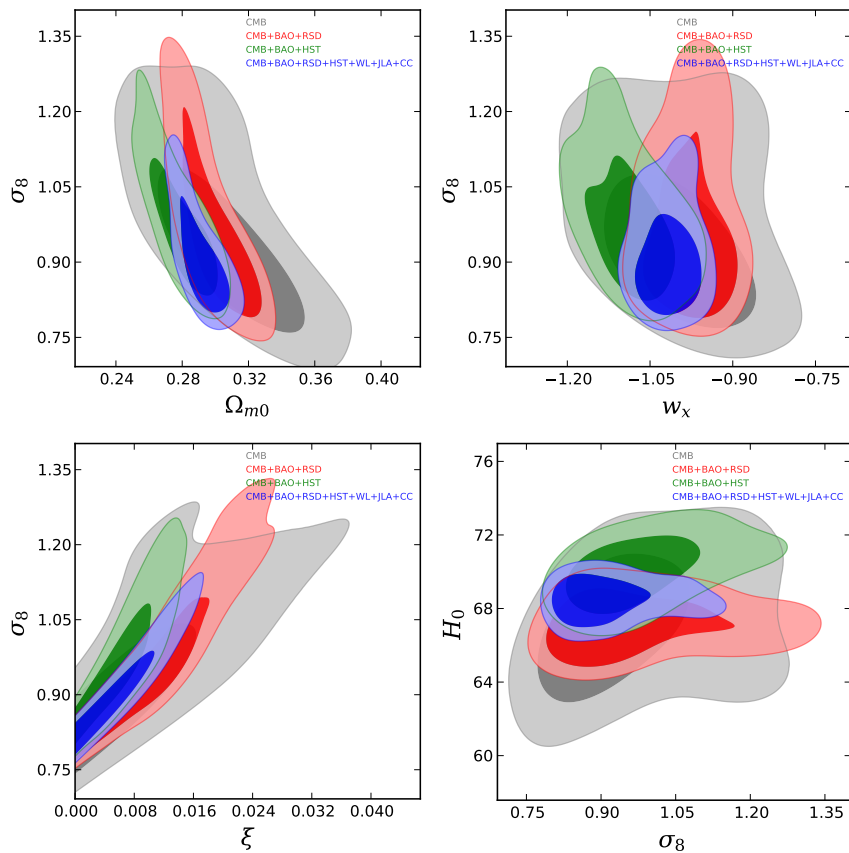 CMB
CMB+BAO+RSD
CMB+BAO+HST
CMB+BAO+RSD+HST+WL+JLA+CC
1.35
1.20
1.05
0.90
0.75
σ8
0.24 0.28 0.32 0.36 0.40
Ωm0
CMB
CMB+BAO+RSD
CMB+BAO+HST
CMB+BAO+RSD+HST+WL+JLA+CC
1.35
1.20
1.05
0.90
0.75
σ8
−1.20 −1.05 −0.90 −0.75
wx
CMB
CMB+BAO+RSD
CMB+BAO+HST
CMB+BAO+RSD+HST+WL+JLA+CC
1.35
1.20
1.05
0.90
0.75
σ8
0.000 0.008 0.016 0.024 0.032 0.040
ξ
CMB
CMB+BAO+RSD
CMB+BAO+HST
CMB+BAO+RSD+HST+WL+JLA+CC
76
72
68
64
60
H0
0.75 0.90 1.05 1.20 1.35
σ8